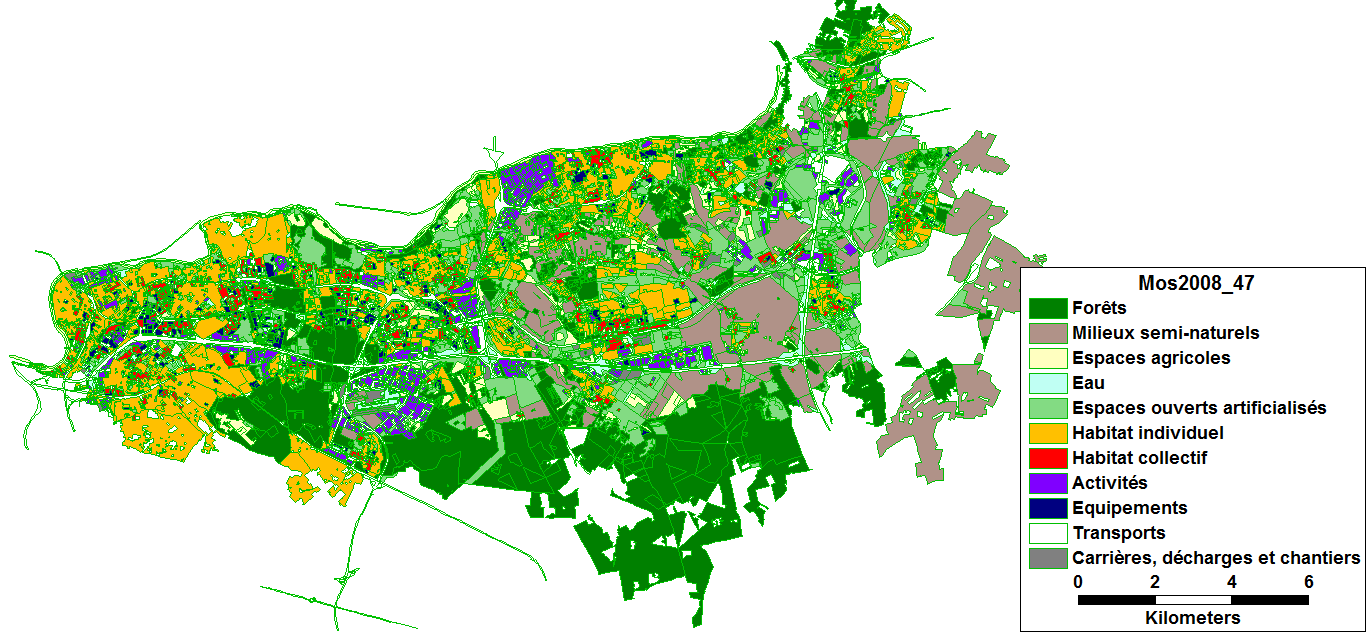 Mos2008_47
Forêts
Milieux semi-naturels
Espaces agricoles
Eau
Espaces ouverts artificialisés
Habitat individuel
Habitat collectif
Activités
Equipements
Transports
Carrières, décharges et chantiers
0 2 4 6
Kilometers